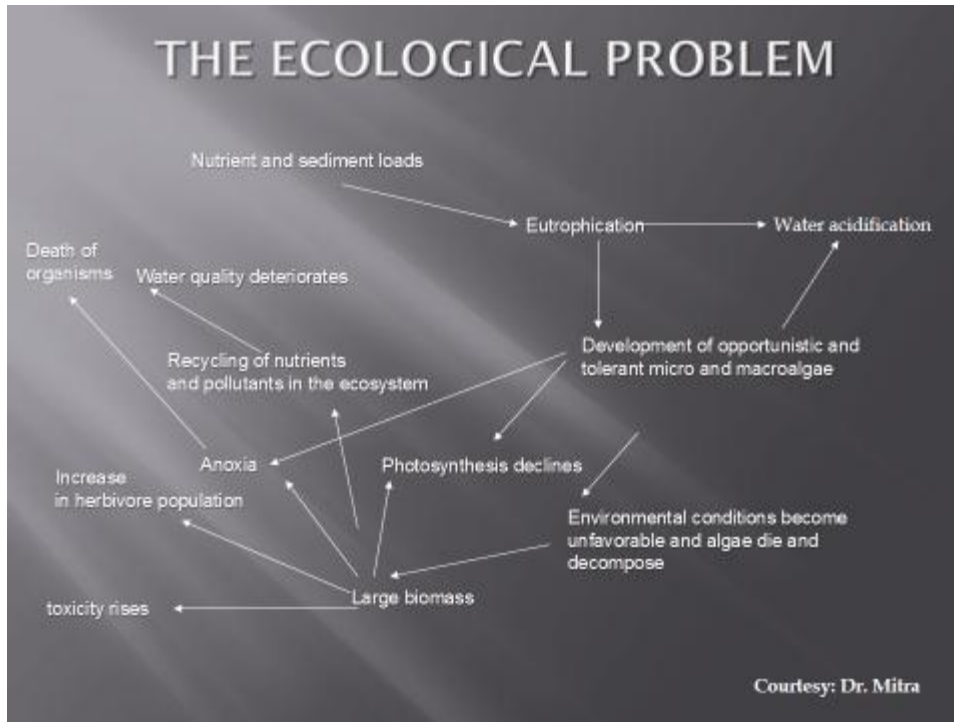 THE ECOLOGICAL PROBLEM
Nutrient and sediment loads
Eutrophication
Water acidification
Death of
organisms
Water quality deteriorates
Development of opportunistic and
tolerant micro and macroalgae
Recycling of nutrients
and pollutants in the ecosystem
Anoxia
Photosynthesis declines
Increase
in herbivore population
Environmental conditions become
unfavorable and algae die and
decompose
Large biomass
toxicity rises
Courtesy: Dr. Mitra